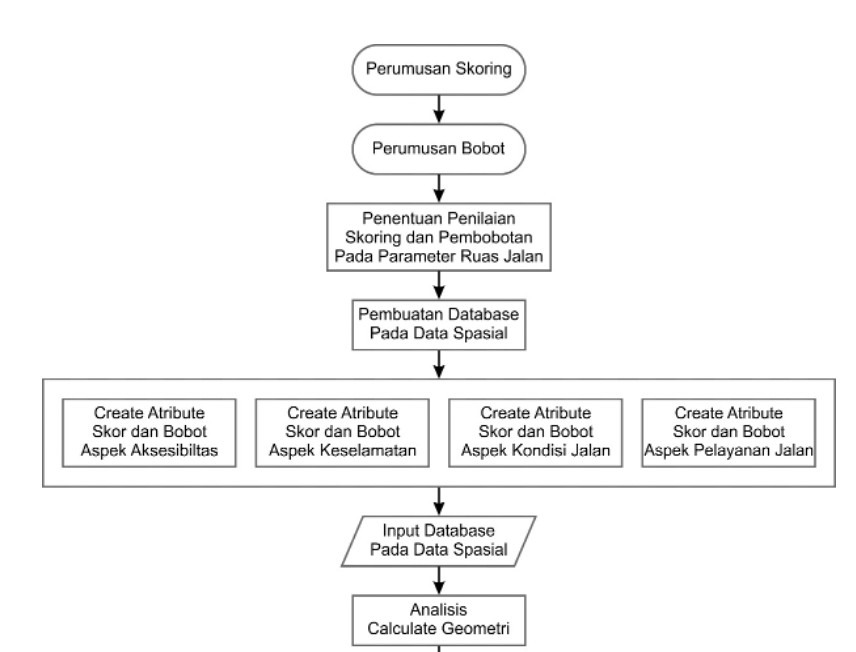 Perumusan Skoring
Perumusan Bobot
Penentuan Penilaian
Skoring dan Pembobotan
Pada Parameter Ruas Jalan
Pembuatan Database
Pada Data Spasial
Create Atribute
Skor dan Bobot
Aspek Aksesibiltas
Create Atribute
Skor dan Bobot
Aspek Keselamatan
Create Atribute
Skor dan Bobot
Aspek Kondisi Jalan
Create Atribute
Skor dan Bobot
Aspek Pelayanan Jalan
Input Database
Pada Data Spasial
Analisis
Calculate Geometri